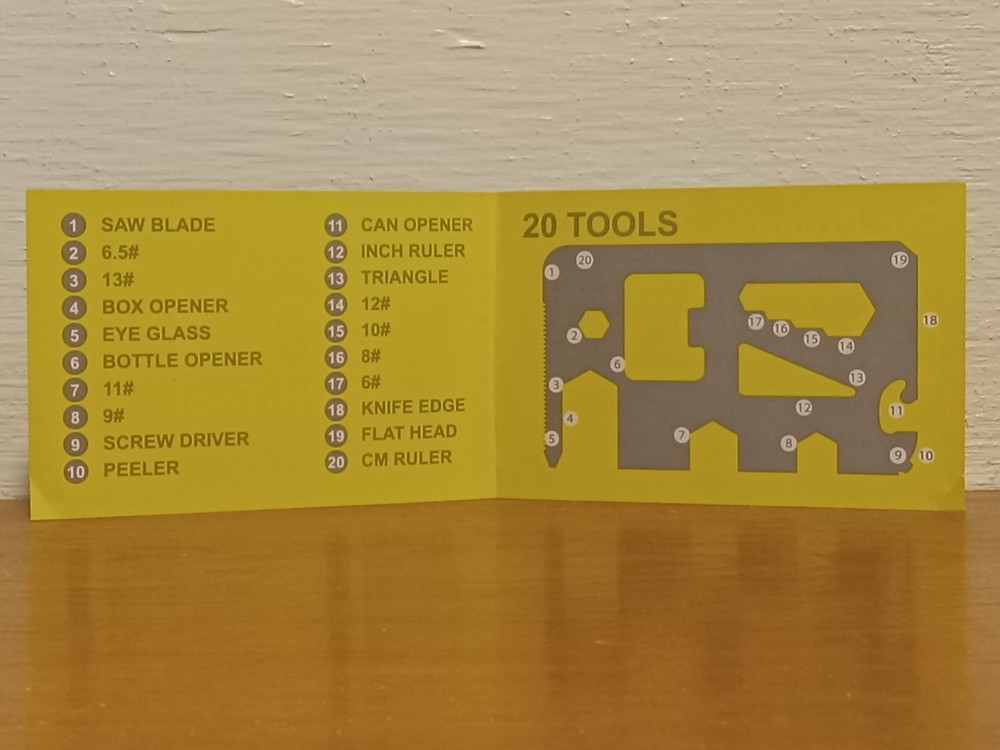 1 SAW BLADE
2 6.5#
3 13#
4 BOX OPENER
5 EYE GLASS
6 BOTTLE OPENER
7 11#
8 9#
9 SCREW DRIVER
10 PEELER
11 CAN OPENER
12 INCH RULER
13 TRIANGLE
14 12#
15 10#
16 8#
17 6#
18 KNIFE EDGE
19 FLAT HEAD
20 CM RULER
20 TOOLS
20
19
1
18
17
16
2
15
14
6
13
3
12
11
4
7
5
8
9
10